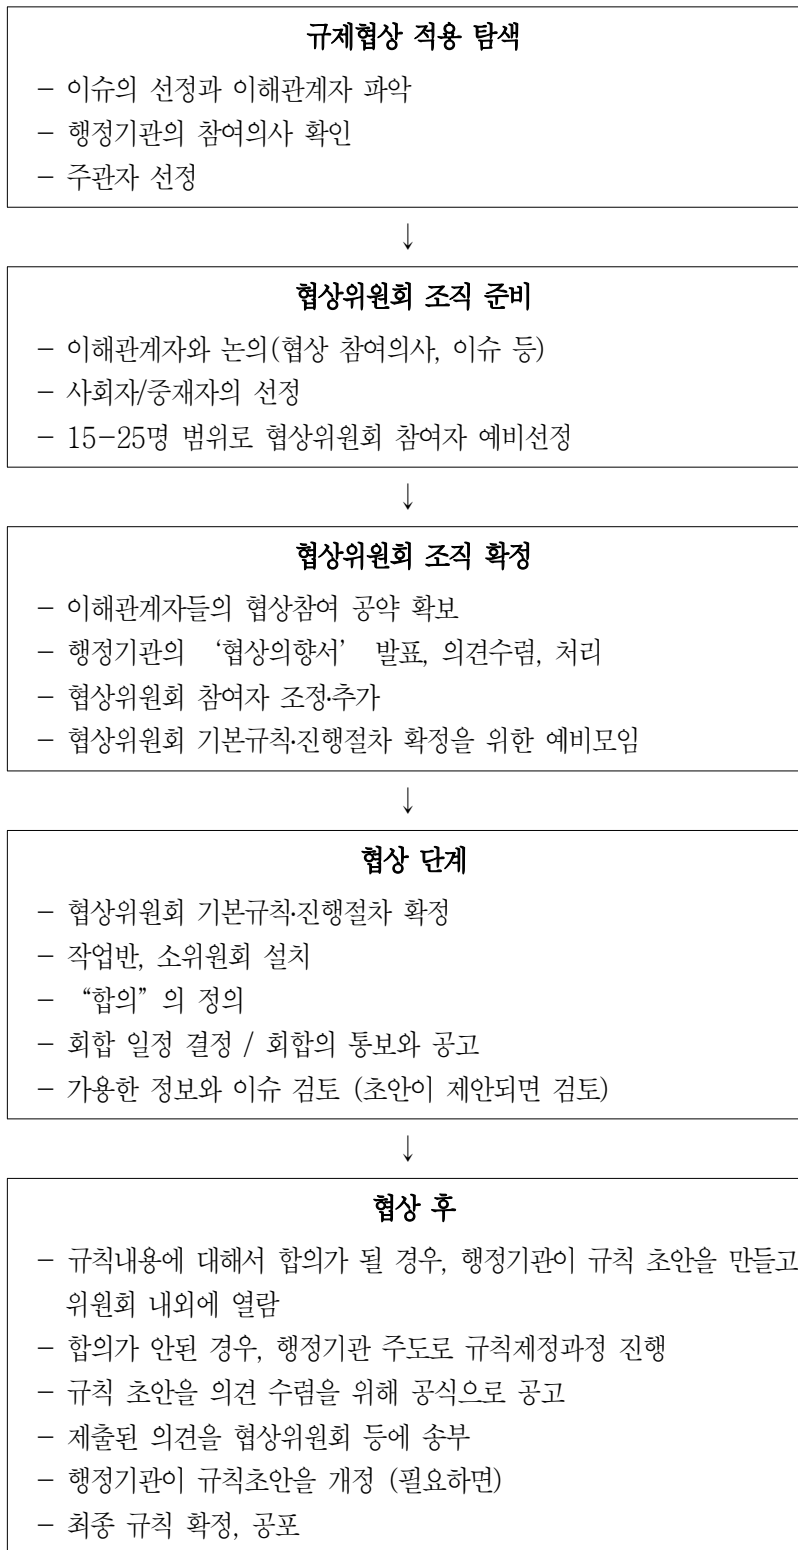 규제협상 적용 탐색
- 이슈의 선정과 이해관계자 파악
- 행정기관의 참여의사 확인
- 주관자 선정
↓
협상위원회 조직 준비
- 이해관계자와 논의(협상 참여의사, 이슈 등)
- 사회자/중재자의 선정
- 15-25명 범위로 협상위원회 참여자 예비선정
↓
협상위원회 조직 확정
- 이해관계자들의 협상참여 공약 확보
- 행정기관의 ‘협상의향서’ 발표, 의견수렴, 처리
- 협상위원회 참여자 조정·추가
- 협상위원회 기본규칙·진행절차 확정을 위한 예비모임
↓
협상 단계
- 협상위원회 기본규칙·진행절차 확정
- 작업반, 소위원회 설치
- “합의”의 정의
- 회합 일정 결정 / 회합의 통보와 공고
- 가용한 정보와 이슈 검토 (초안이 제안되면 검토)
↓
협상 후
- 규칙내용에 대해서 합의가 될 경우, 행정기관이 규칙 초안을 만들고
위원회 내외에 열람
- 합의가 안된 경우, 행정기관 주도로 규칙제정과정 진행
- 규칙 초안을 의견 수렴을 위해 공식으로 공고
- 제출된 의견을 협상위원회 등에 송부
- 행정기관이 규칙초안을 개정 (필요하면)
- 최종 규칙 확정, 공포